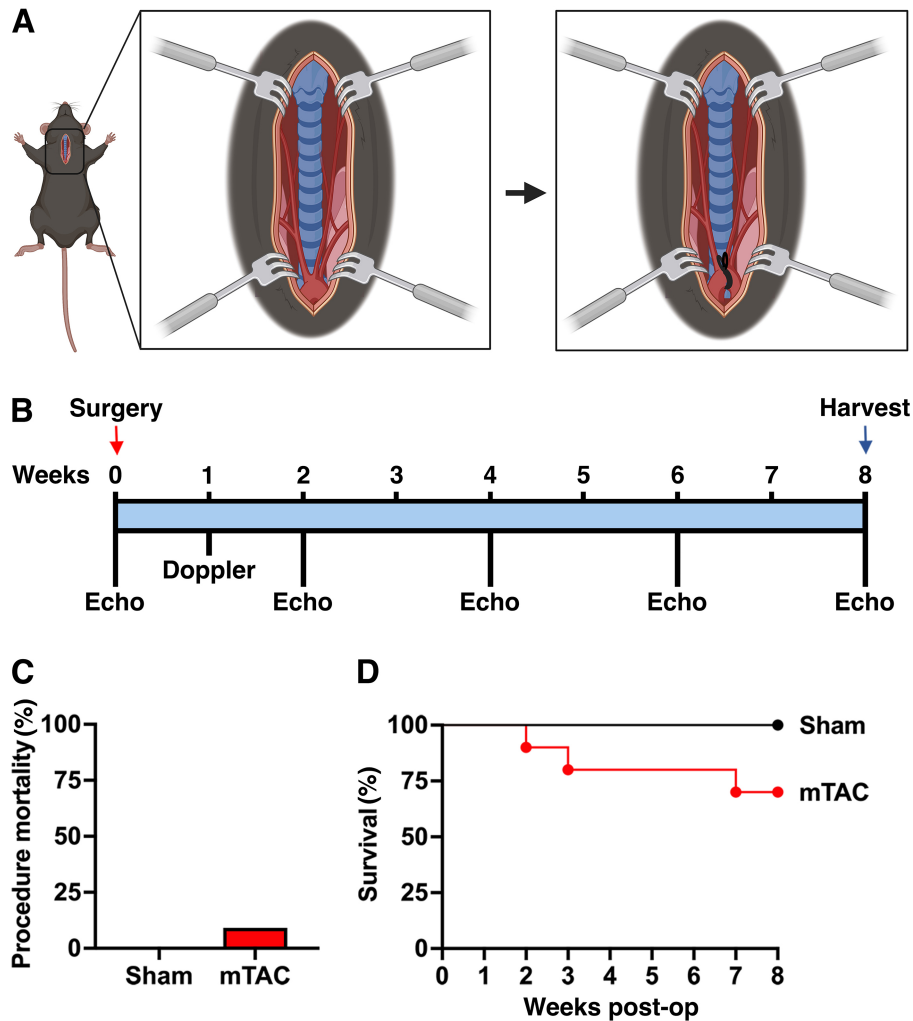 A
B
Surgery
Harvest
Weeks 0 1 2 3 4 5 6 7 8
Doppler
Echo Echo Echo Echo Echo
C
Procedure mortality (%)
100
75
50
25
0
Sham mTAC
D
Survival (%)
100
75
50
25
0
Sham
mTAC
0 1 2 3 4 5 6 7 8
Weeks post-op